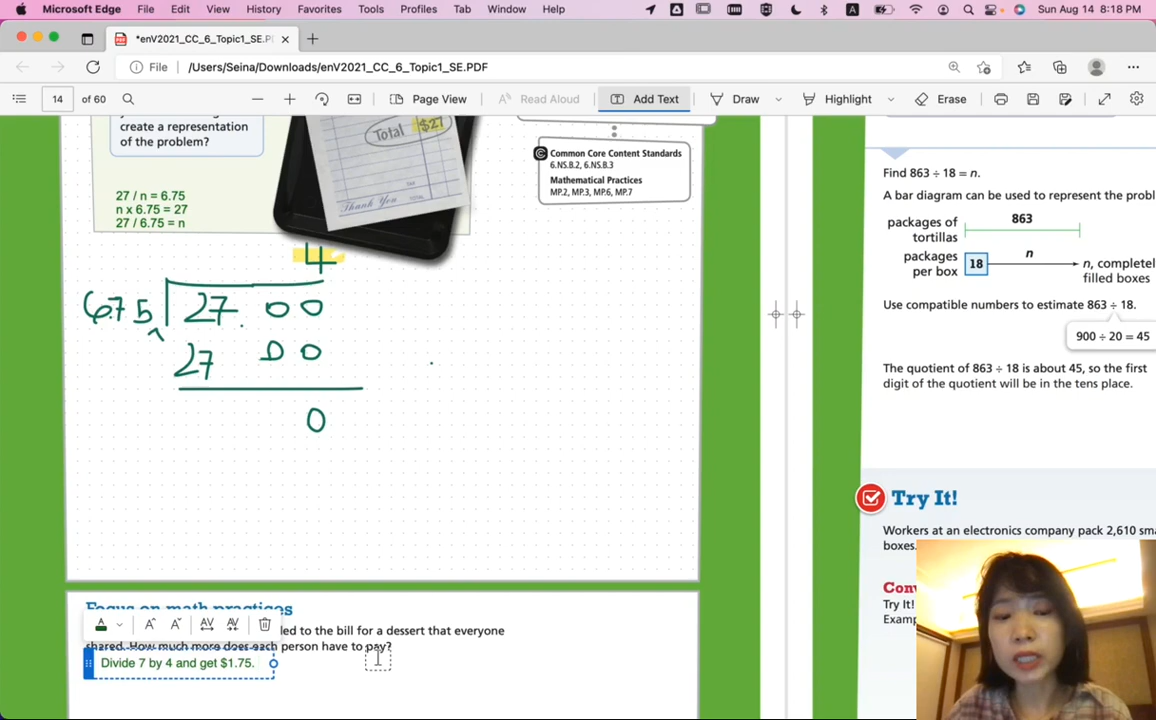 Microsoft Edge File Edit View History Favorites Tools Profiles Tab Window Help
Sun Aug 14 8:18 PM
*enV2021_CC_6_Topic1_SE.P
File /Users/Seina/Downloads/enV2021_CC_6_Topic1_SE.PDF
14 of 60 Page View Read Aloud Add Text Draw Highlight Erase
create a representation
of the problem?
27 / n = 6.75
n x 6.75 = 27
27 / 6.75 = n
Total $27
TAX
Thank You TOTAL
Common Core Content Standards
6.NS.B.2, 6.NS.B.3
Mathematical Practices
MP.2, MP.3, MP.6, MP.7
4
6.75 27.00
27 00
0
Focus on math practices
led to the bill for a dessert that everyone
shared. How much more does each person have to pay?
Divide 7 by 4 and get $1.75.
Find 863 ÷ 18 = n.
A bar diagram can be used to represent the probl
packages of
tortillas
863
packages
per box
18
n
n, completel
filled boxes
Use compatible numbers to estimate 863 ÷ 18.
900 ÷ 20 = 45
The quotient of 863 ÷ 18 is about 45, so the first
digit of the quotient will be in the tens place.
Try It!
Workers at an electronics company pack 2,610 sm
boxes.
Con
Try It!
Examp